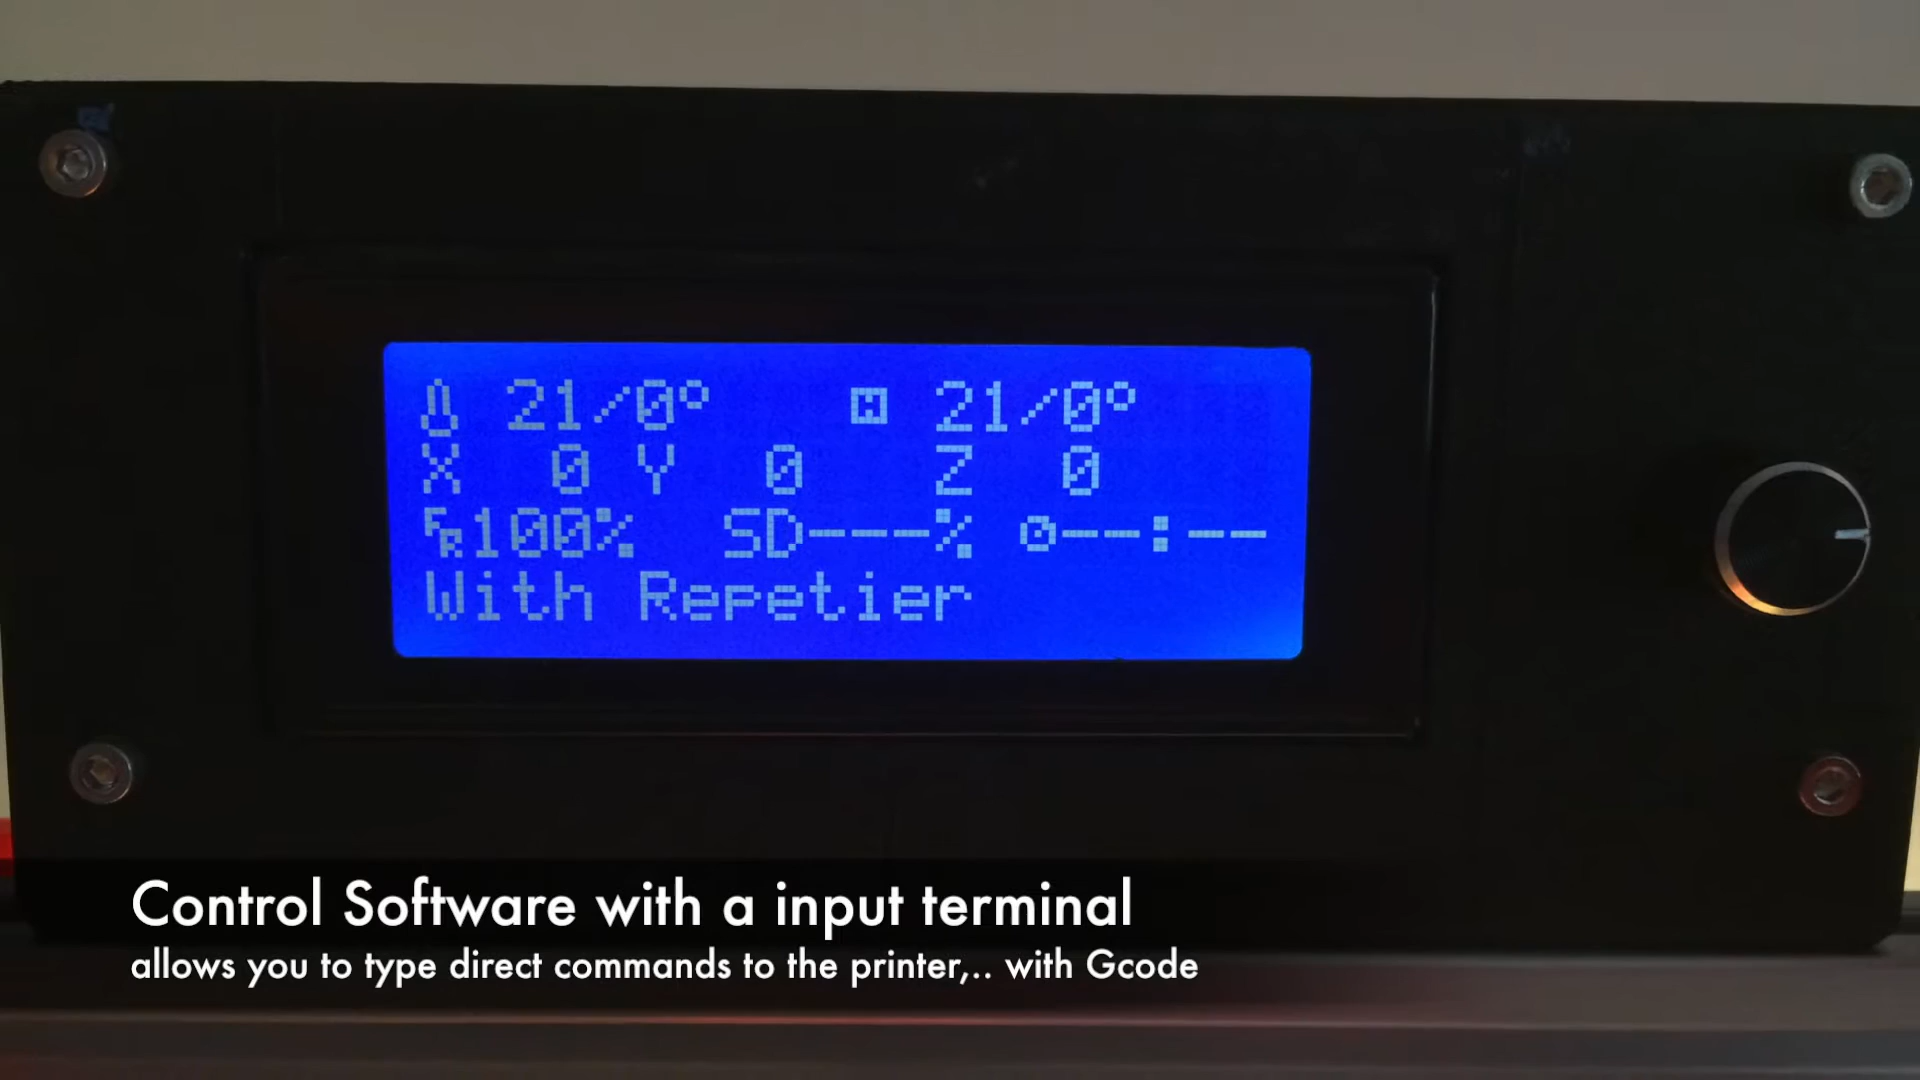 21/0° 21/0°
X 0 Y 0 Z 0
FR100% SD---% --:--
With Repetier
Control Software with a input terminal
allows you to type direct commands to the printer,.. with Gcode